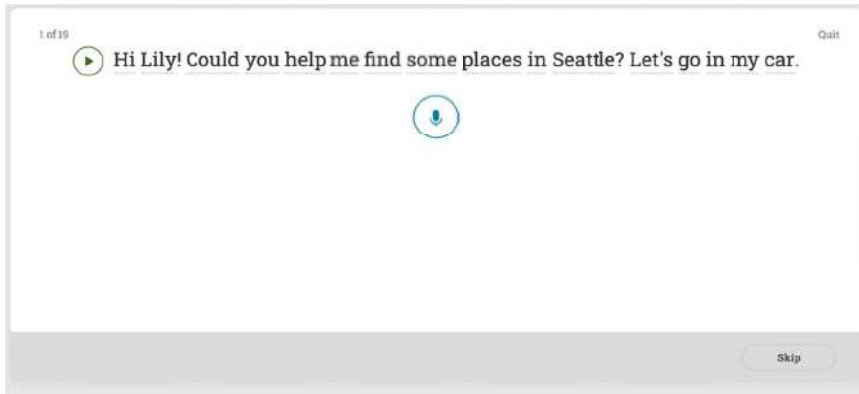 1 of 19
Quit
Hi Lily! Could you help me find some places in Seattle? Let's go in my car.
Skip